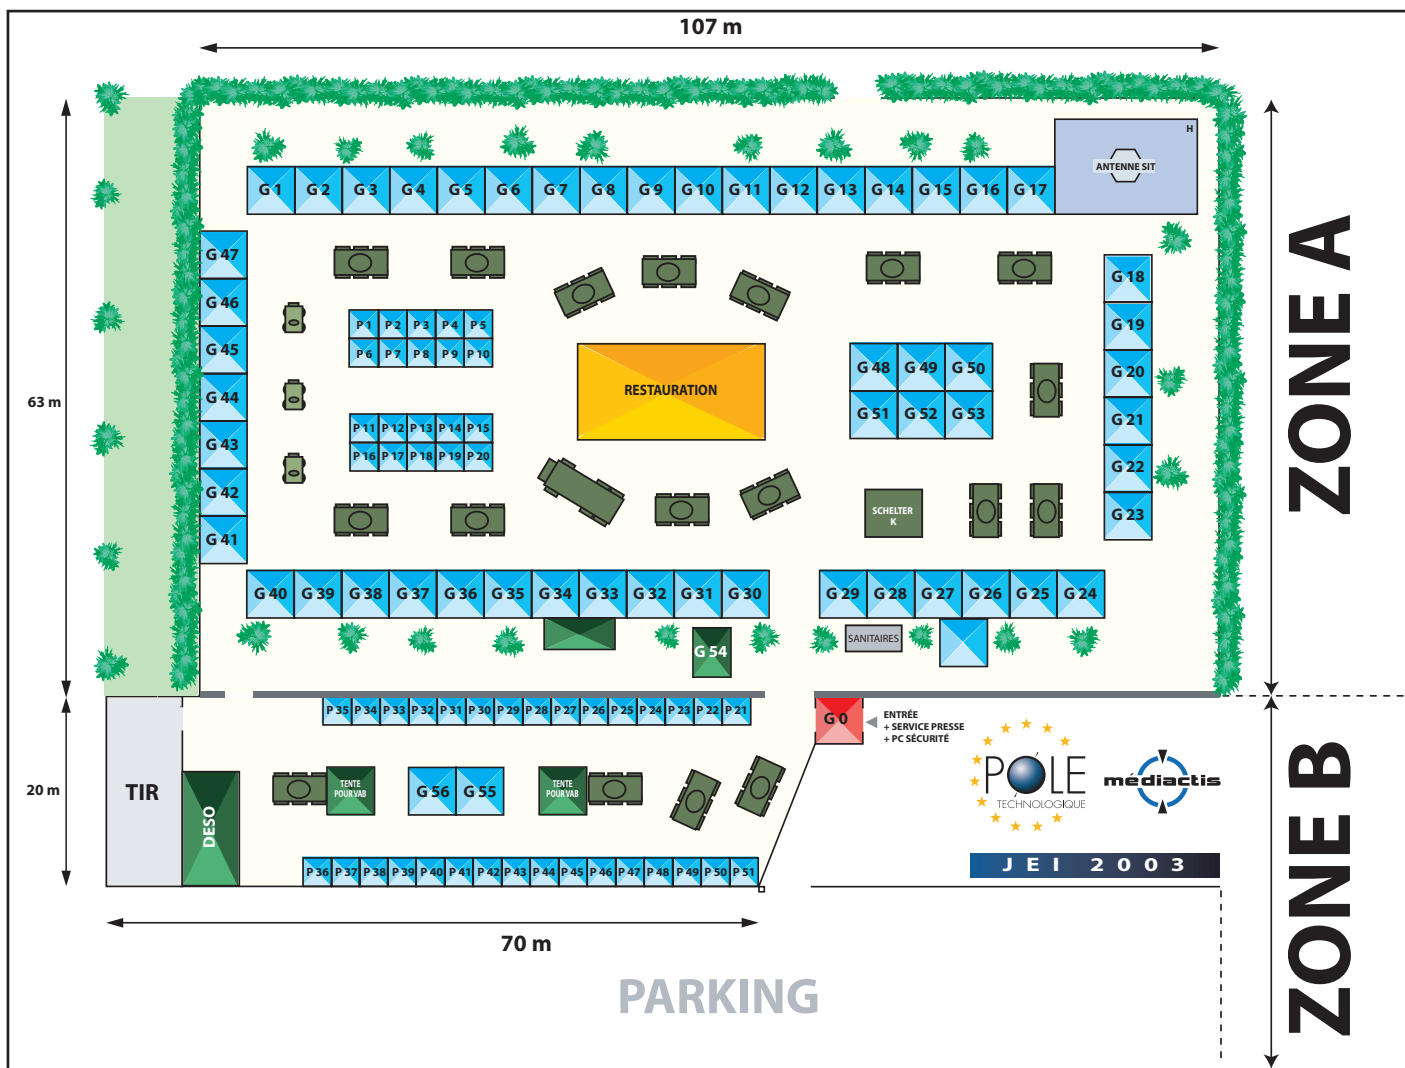 107 m
H
ANTENNE SIT
G 1 G 2 G 3 G 4 G 5 G 6 G 7 G 8 G 9 G 10 G 11 G 12 G 13 G 14 G 15 G 16 G 17
G 47
G 46
G 45
G 44
G 43
G 42
G 41
63 m
P 1 P 2 P 3 P 4 P 5
P 6 P 7 P 8 P 9 P 10
P 11 P 12 P 13 P 14 P 15
P 16 P 17 P 18 P 19 P 20
RESTAURATION
G 48 G 49 G 50
G 51 G 52 G 53
SCHELTER
K
G 18
G 19
G 20
G 21
G 22
G 23
ZONE A
G 40 G 39 G 38 G 37 G 36 G 35 G 34 G 33 G 32 G 31 G 30
G 29 G 28 G 27 G 26 G 25 G 24
G 54
SANITAIRES
P 35 P 34 P 33 P 32 P 31 P 30 P 29 P 28 P 27 P 26 P 25 P 24 P 23 P 22 P 21
G 0
ENTRÉE
+ SERVICE PRESSE
+ PC SÉCURITÉ
20 m
TIR
DESO
TENTE
POUR VAB
G 56 G 55
TENTE
POUR VAB
PÔLE
TECHNOLOGIQUE
médiactis
JEI 2003
P 36 P 37 P 38 P 39 P 40 P 41 P 42 P 43 P 44 P 45 P 46 P 47 P 48 P 49 P 50 P 51
70 m
PARKING
ZONE B